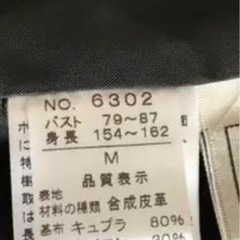 NO. 6302
バスト 79~87
身長 154~162
M
品質表示
表地
材料の種類 合成皮革
基布 キュプラ 80%
20%